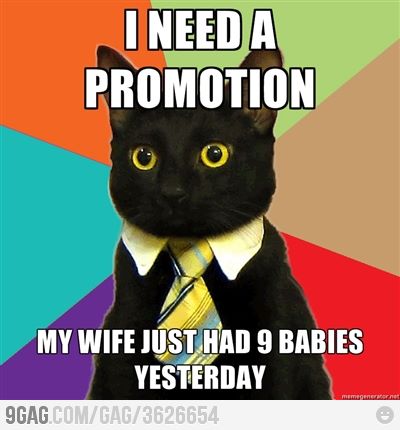 I NEED A
PROMOTION
MY WIFE JUST HAD 9 BABIES
YESTERDAY
memegenerator.net
9GAG.COM/GAG/3626654